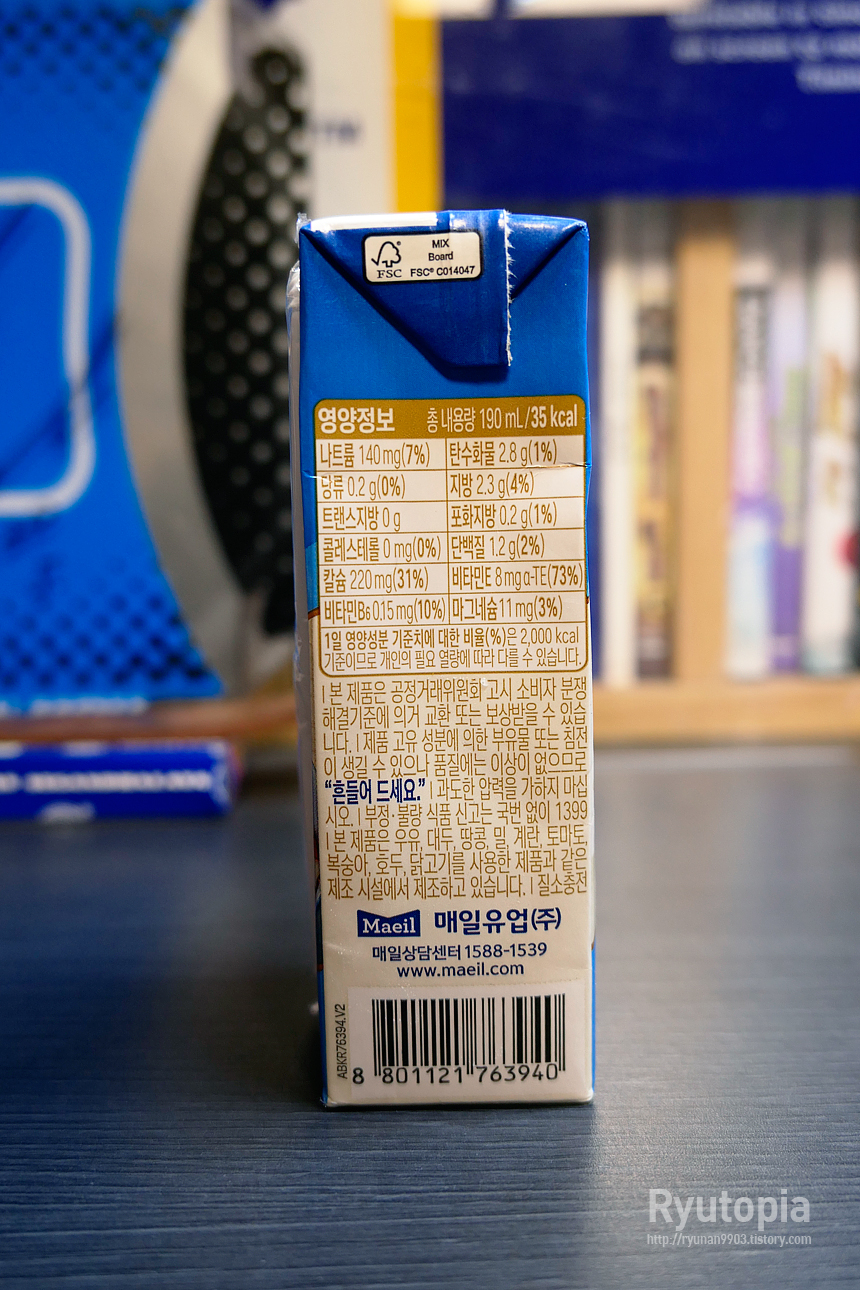 MIX
Board
FSC FSC® C014047
영양정보 총 내용량 190 mL/35 kcal
나트륨 140 mg(7%) 탄수화물 2.8 g(1%)
당류 0.2 g(0%) 지방 2.3 g(4%)
트랜스지방 0 g 포화지방 0.2 g(1%)
콜레스테롤 0 mg(0%) 단백질 1.2 g(2%)
칼슘 220 mg(31%) 비타민E 8 mg α-TE(73%)
비타민B6 0.15 mg(10%) 마그네슘 11 mg(3%)
1일 영양성분 기준치에 대한 비율(%)은 2,000 kcal
기준이므로 개인의 필요 열량에 따라 다를 수 있습니다.
| 본 제품은 공정거래위원회 고시 소비자 분쟁
해결기준에 의거 교환 또는 보상받을 수 있습
니다. | 제품 고유 성분에 의한 부유물 또는 침전
이 생길 수 있으나 품질에는 이상이 없으므로
“흔들어 드세요.” | 과도한 압력을 가하지 마십
시오. | 부정·불량 식품 신고는 국번 없이 1399
| 본 제품은 우유, 대두, 땅콩, 밀, 계란, 토마토,
복숭아, 호두, 닭고기를 사용한 제품과 같은
제조 시설에서 제조하고 있습니다. | 질소충전
Maeil 매일유업(주)
매일상담센터 1588-1539
www.maeil.com
ABKR76394.V2
8 801121 763940
Ryutopia
http://ryunan9903.tistory.com